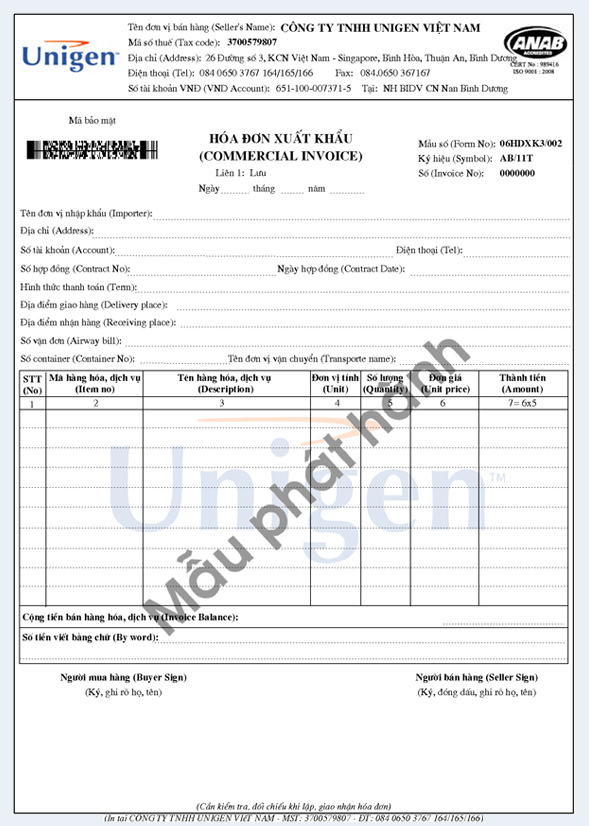 Unigen™
Tên đơn vị bán hàng (Seller's Name): CÔNG TY TNHH UNIGEN VIỆT NAM
Mã số thuế (Tax code): 3700579807
Địa chỉ (Address): 26 Đường số 3, KCN Việt Nam - Singapore, Bình Hòa, Thuận An, Bình Dương
Điện thoại (Tel): 084 0650 3767 164/165/166 Fax: 084.0650 367167
Số tài khoản VNĐ (VND Account): 651-100-007371-5 Tại: NH BIDV CN Nan Bình Dương
ANAB
ACCREDITED
CERT No : 989416
ISO 9001 : 2008
Mã bảo mật
HÓA ĐƠN XUẤT KHẨU
(COMMERCIAL INVOICE)
Liên 1: Lưu
Ngày tháng năm
Mẫu số (Form No): 06HDXK3/002
Ký hiệu (Symbol): AB/11T
Số (Invoice No): 0000000
Tên đơn vị nhập khẩu (Importer):
Địa chỉ (Address):
Số tài khoản (Account): Điện thoại (Tel):
Số hợp đồng (Contract No): Ngày hợp đồng (Contract Date):
Hình thức thanh toán (Term):
Địa điểm giao hàng (Delivery place):
Địa điểm nhận hàng (Receiving place):
Số vận đơn (Airway bill):
Số container (Container No): Tên đơn vị vận chuyển (Transporte name):
STT Mã hàng hóa, dịch vụ Tên hàng hóa, dịch vụ Đơn vị tính Số lượng Đơn giá Thành tiền
(No) (Item no) (Description) (Unit) (Quantity) (Unit price) (Amount)
1 2 3 4 5 6 7= 6x5
Unigen™
Mẫu phát hành
Cộng tiền bán hàng hóa, dịch vụ (Invoice Balance):
Số tiền viết bằng chữ (By word):
Người mua hàng (Buyer Sign) Người bán hàng (Seller Sign)
(Ký, ghi rõ họ, tên) (Ký, đóng dấu, ghi rõ họ, tên)
(Cần kiểm tra, đối chiếu khi lập, giao nhận hóa đơn)
(In tại CÔNG TY TNHH UNIGEN VIỆT NAM - MST: 3700579807 - ĐT: 084 0650 3767 164/165/166)